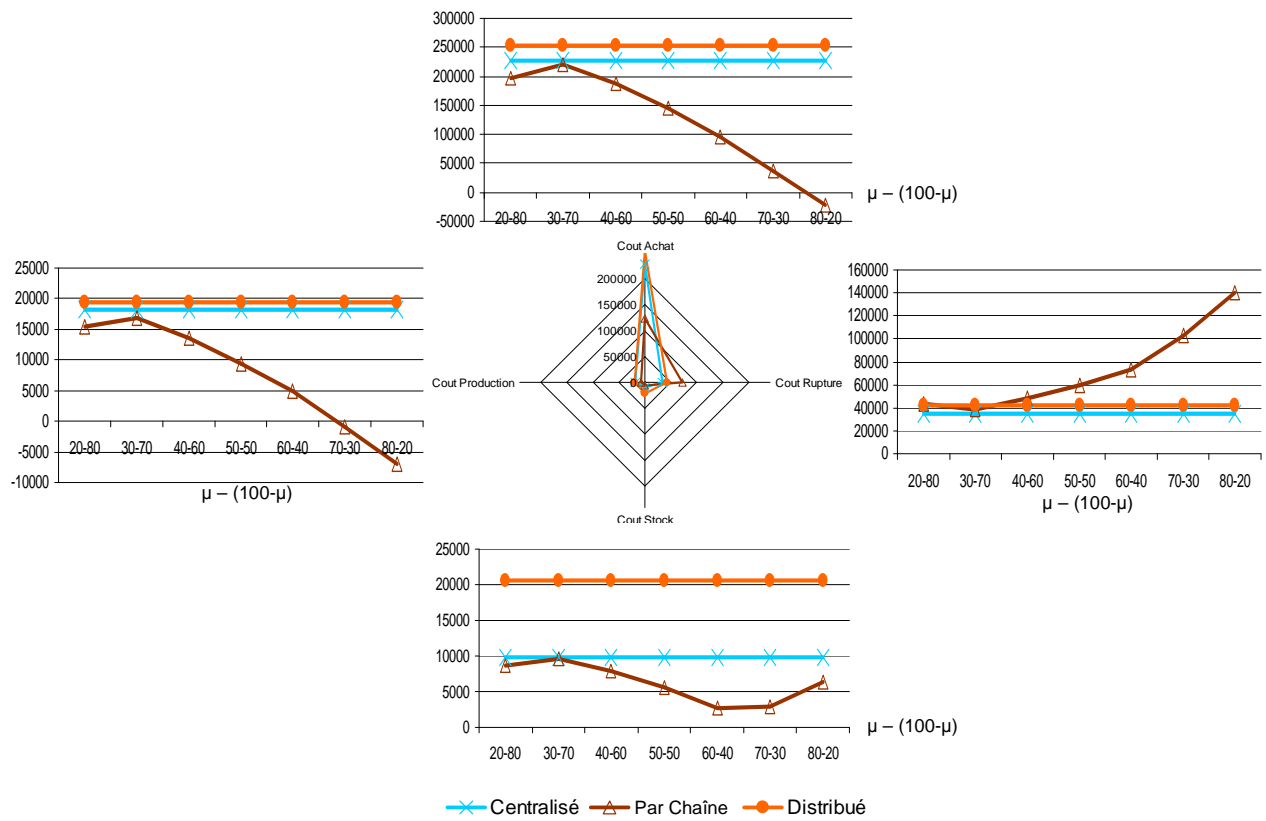 300000
250000
200000
150000
100000
50000
0
-50000
20-80 30-70 40-60 50-50 60-40 70-30 80-20
µ – (100-µ)
25000
20000
15000
10000
5000
0
-5000
-10000
20-80 30-70 40-60 50-50 60-40 70-30 80-20
µ – (100-µ)
Cout Achat
200000
150000
100000
50000
0
Cout Production
Cout Rupture
Cout Stock
160000
140000
120000
100000
80000
60000
40000
20000
0
20-80 30-70 40-60 50-50 60-40 70-30 80-20
µ – (100-µ)
25000
20000
15000
10000
5000
0
20-80 30-70 40-60 50-50 60-40 70-30 80-20
µ – (100-µ)
Centralisé Par Chaîne Distribué